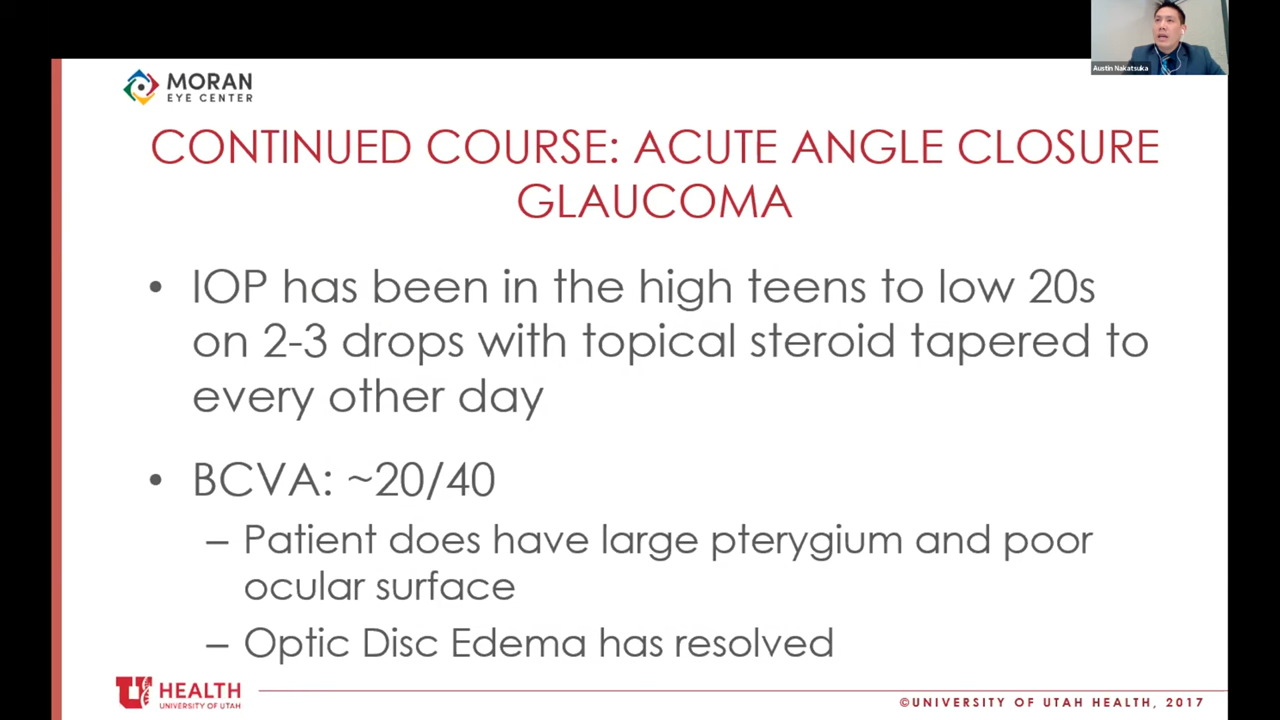 Austin Nakatsuka
MORAN
EYE CENTER
CONTINUED COURSE: ACUTE ANGLE CLOSURE
GLAUCOMA
• IOP has been in the high teens to low 20s
on 2-3 drops with topical steroid tapered to
every other day
• BCVA: ~20/40
– Patient does have large pterygium and poor
ocular surface
– Optic Disc Edema has resolved
U HEALTH
UNIVERSITY OF UTAH
©UNIVERSITY OF UTAH HEALTH, 2017